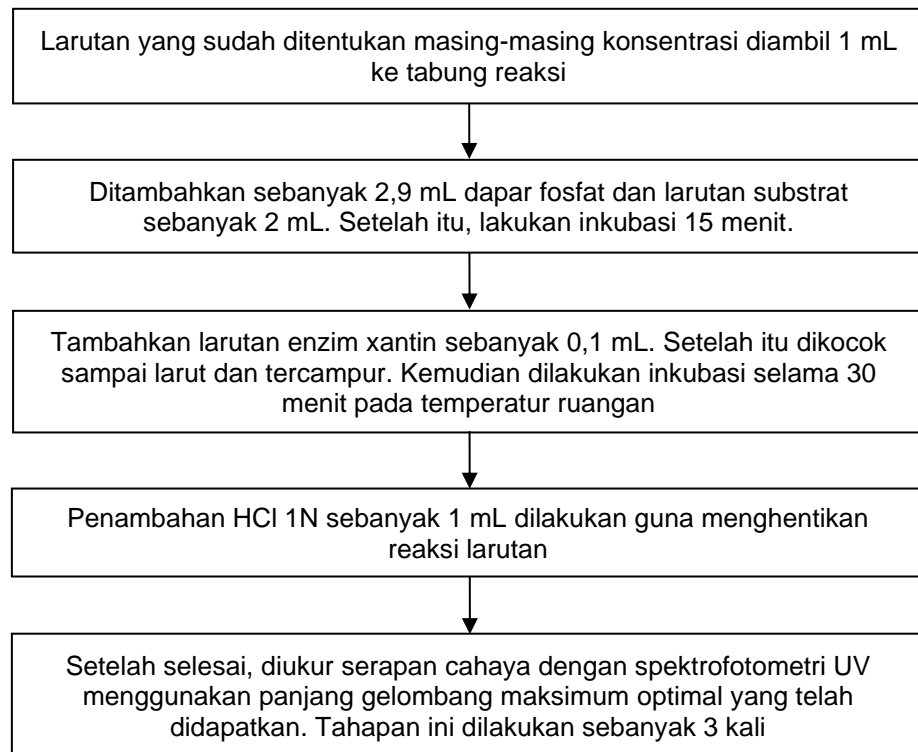 Larutan yang sudah ditentukan masing-masing konsentrasi diambil 1 mL
ke tabung reaksi
Ditambahkan sebanyak 2,9 mL dapar fosfat dan larutan substrat
sebanyak 2 mL. Setelah itu, lakukan inkubasi 15 menit.
Tambahkan larutan enzim xantin sebanyak 0,1 mL. Setelah itu dikocok
sampai larut dan tercampur. Kemudian dilakukan inkubasi selama 30
menit pada temperatur ruangan
Penambahan HCl 1N sebanyak 1 mL dilakukan guna menghentikan
reaksi larutan
Setelah selesai, diukur serapan cahaya dengan spektrofotometri UV
menggunakan panjang gelombang maksimum optimal yang telah
didapatkan. Tahapan ini dilakukan sebanyak 3 kali